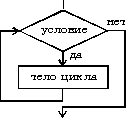 нет
условие
да
тело цикла